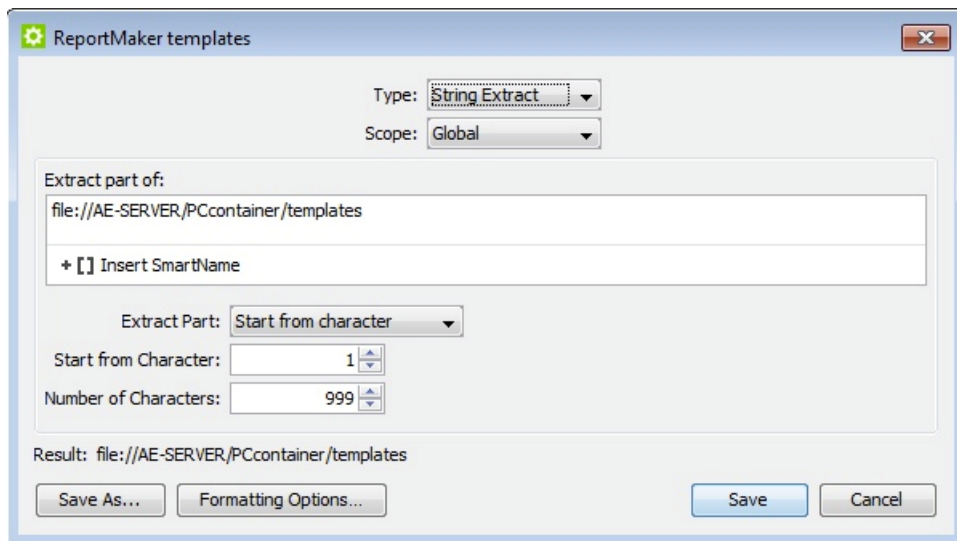 ReportMaker templates
Type: String Extract
Scope: Global
Extract part of:
file://AE-SERVER/PCcontainer/templates
+ [] Insert SmartName
Extract Part: Start from character
Start from Character: 1
Number of Characters: 999
Result: file://AE-SERVER/PCcontainer/templates
Save As... Formatting Options... Save Cancel